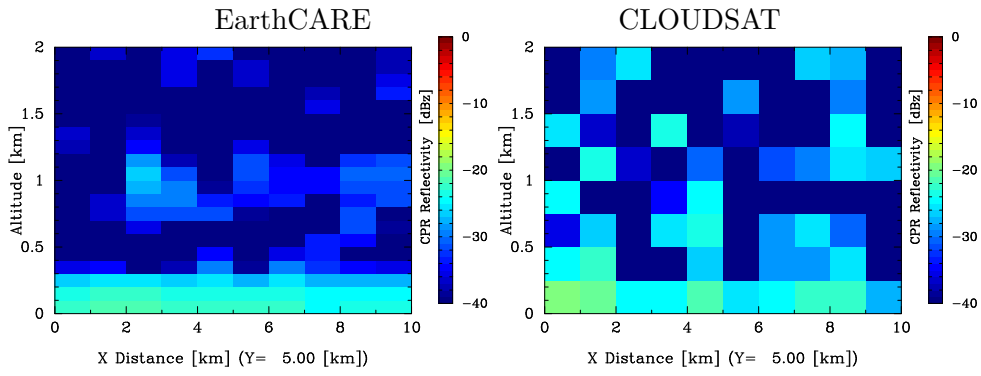 EarthCARE
2
1.5
1
0.5
0
Altitude [km]
0 2 4 6 8 10
X Distance [km] (Y= 5.00 [km])
0
−10
−20
−30
−40
CPR Reflectivity [dBz]
CLOUDSAT
2
1.5
1
0.5
0
Altitude [km]
0 2 4 6 8 10
X Distance [km] (Y= 5.00 [km])
0
−10
−20
−30
−40
CPR Reflectivity [dBz]